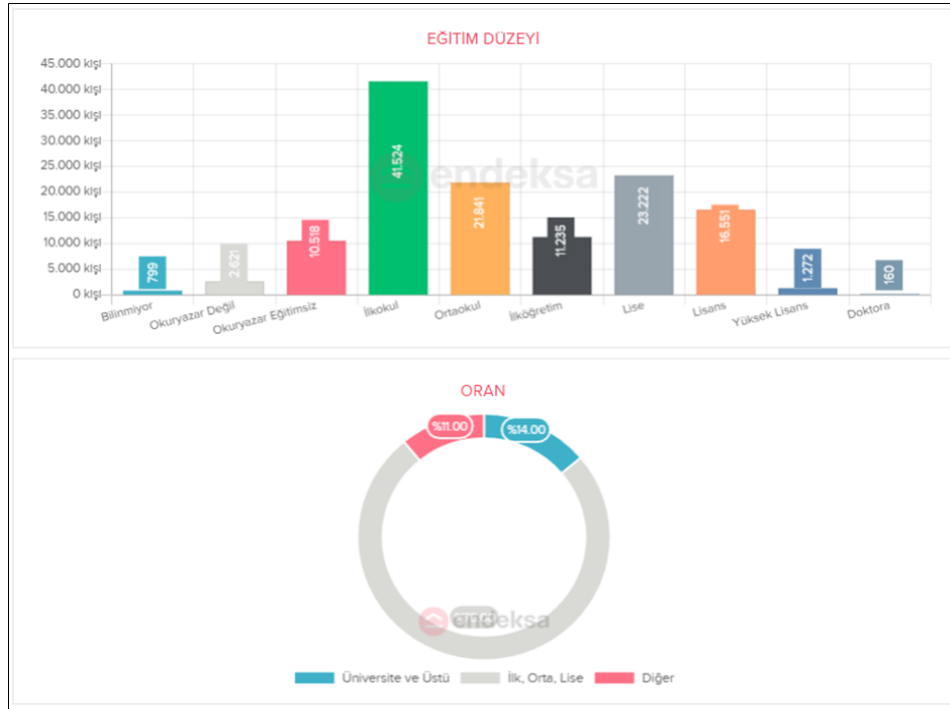 EĞİTİM DÜZEYİ
45.000 kişi
40.000 kişi
35.000 kişi
30.000 kişi
25.000 kişi
20.000 kişi
15.000 kişi
10.000 kişi
5.000 kişi
0 kişi
799
2.621
10.518
41.524
21.841
11.235
23.222
16.551
1.272
160
endeksa
Bilinmiyor
Okuryazar Değil
Okuryazar Eğitimsiz
İlkokul
Ortaokul
İlköğretim
Lise
Lisans
Yüksek Lisans
Doktora
ORAN
%11.00
%14.00
endeksa
Üniversite ve Üstü
İlk, Orta, Lise
Diğer